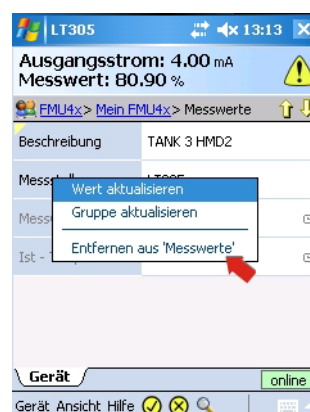 LT305 13:13
Ausgangsstrom: 4.00 mA
Messwert: 80.90 %
FMU4x> Mein FMU4x> Messwerte
Beschreibung TANK 3 HMD2
Wert aktualisieren
Gruppe aktualisieren
Entfernen aus 'Messwerte'
Ist -
Gerät
online
Gerät Ansicht Hilfe